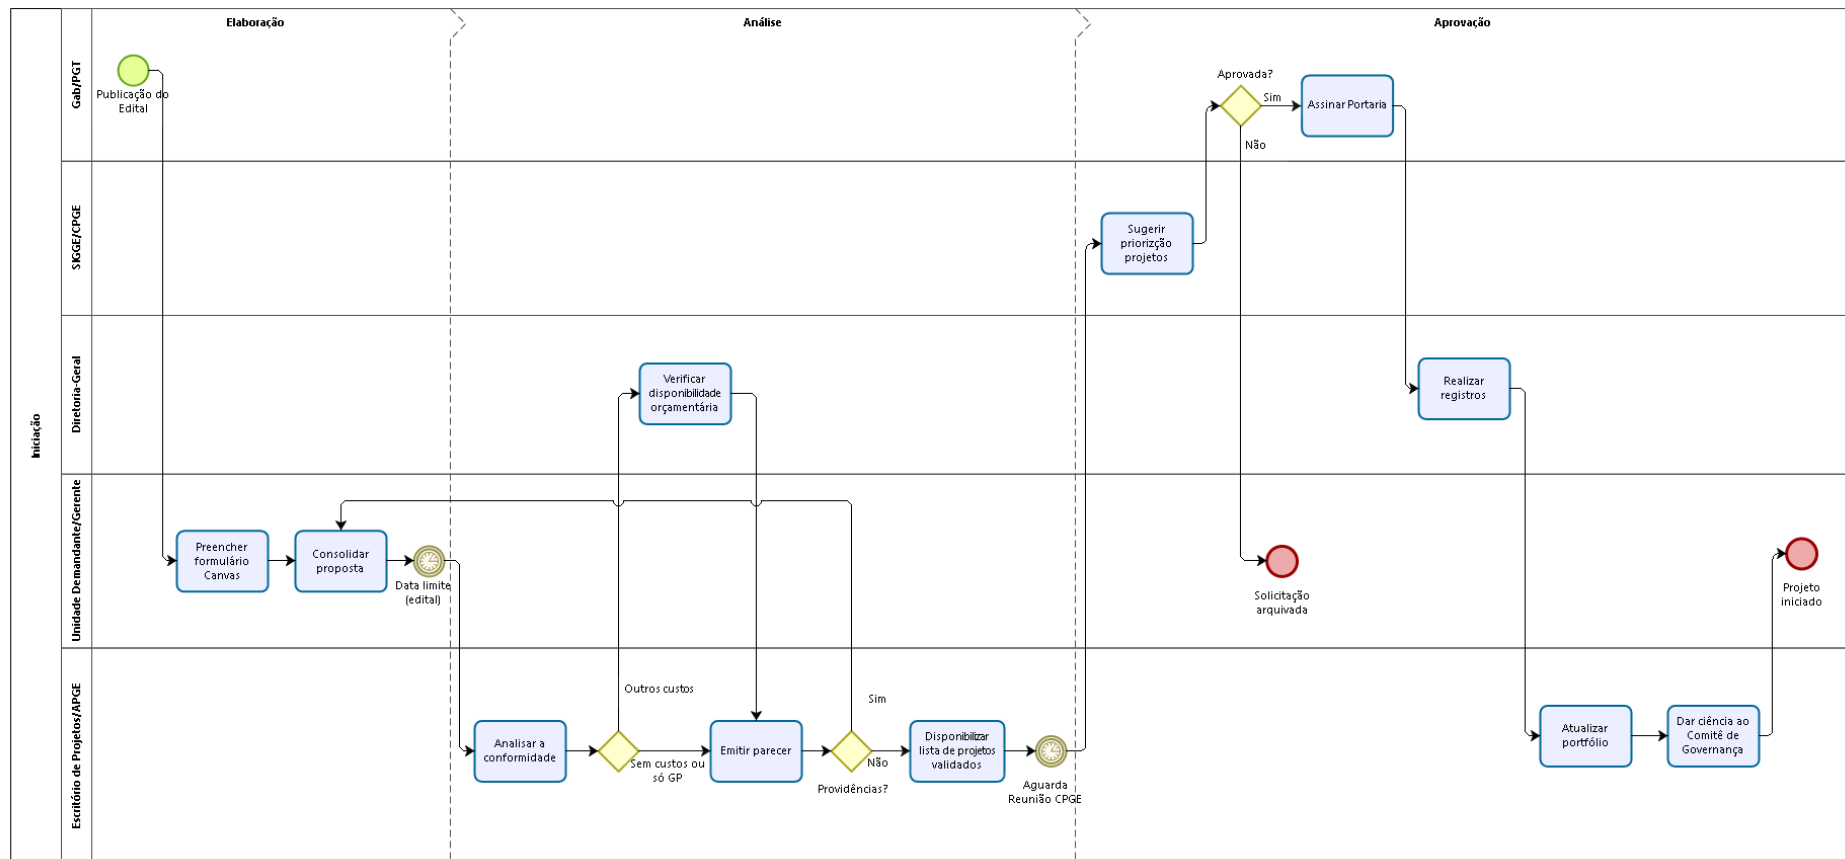 Elaboração
Análise
Aprovação
Iniciação
Gab/PGT
Publicação do
Edital
Aprovada?
Sim
Não
Assinar Portaria
SIGGE/CPGE
Sugerir
priorizção
projetos
Diretoria-Geral
Verificar
disponibilidade
orçamentária
Realizar
registros
Unidade Demandante/Gerente
Preencher
formulário
Canvas
Consolidar
proposta
Data limite
(edital)
Solicitação
arquivada
Projeto
iniciado
Escritório de Projetos/APGE
Analisar a
conformidade
Outros custos
Sem custos ou
só GP
Emitir parecer
Sim
Não
Providências?
Disponibilizar
lista de projetos
validados
Aguarda
Reunião CPGE
Atualizar
portfólio
Dar ciência ao
Comitê de
Governança